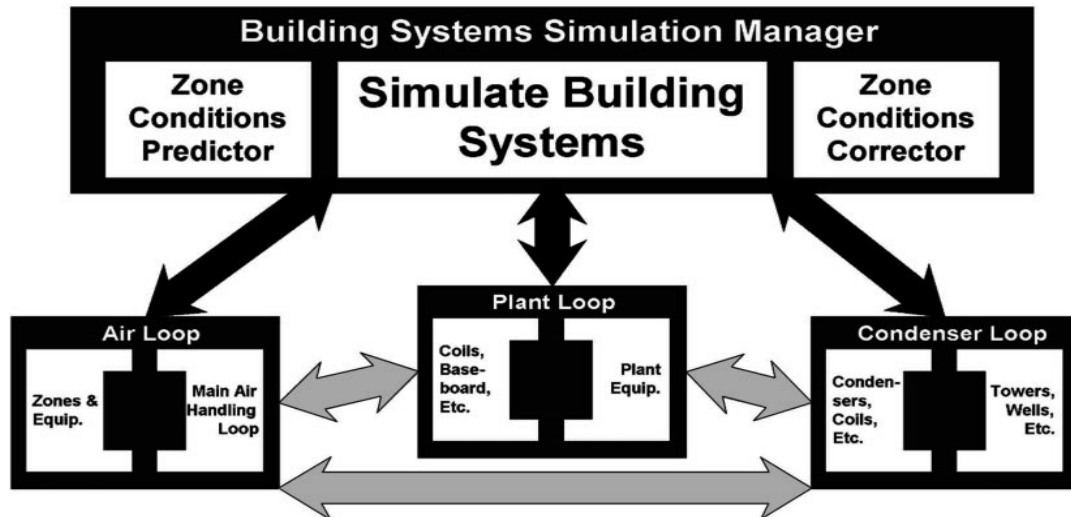 Building Systems Simulation Manager
Zone
Conditions
Predictor
Simulate Building
Systems
Zone
Conditions
Corrector
Air Loop
Zones &
Equip.
Main Air
Handling
Loop
Plant Loop
Coils,
Base-
board,
Etc.
Plant
Equip.
Condenser Loop
Conden-
sers,
Coils,
Etc.
Towers,
Wells,
Etc.